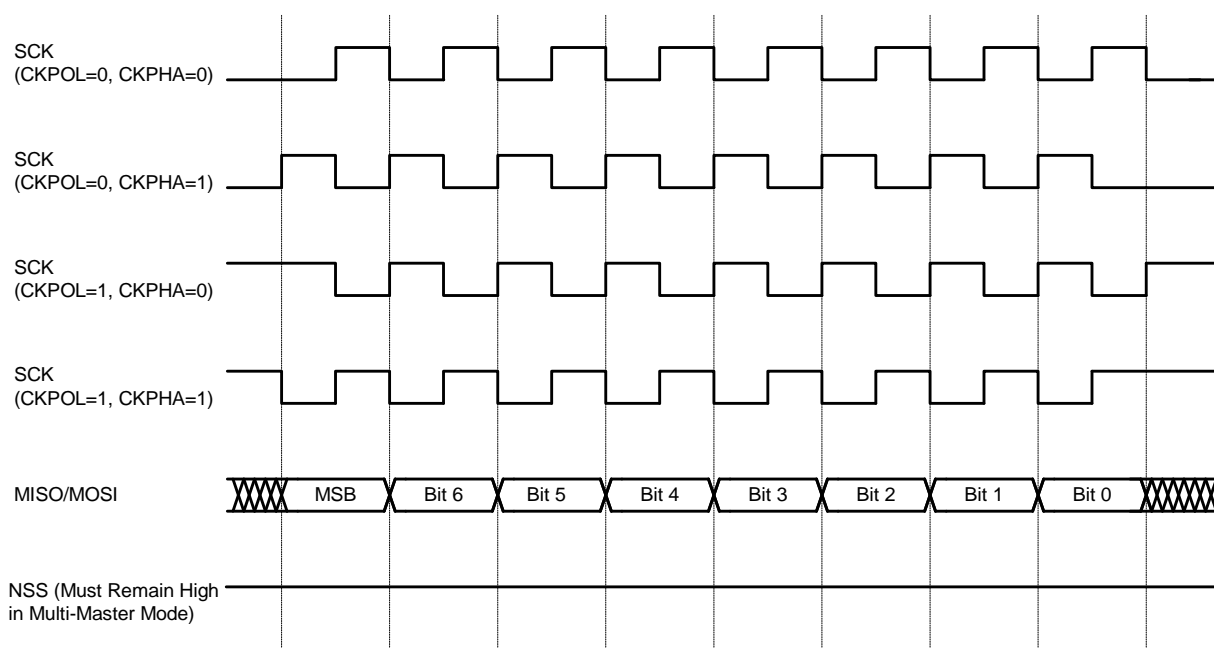 SCK
(CKPOL=0, CKPHA=0)
SCK
(CKPOL=0, CKPHA=1)
SCK
(CKPOL=1, CKPHA=0)
SCK
(CKPOL=1, CKPHA=1)
MISO/MOSI
MSB
Bit 6
Bit 5
Bit 4
Bit 3
Bit 2
Bit 1
Bit 0
NSS (Must Remain High
in Multi-Master Mode)